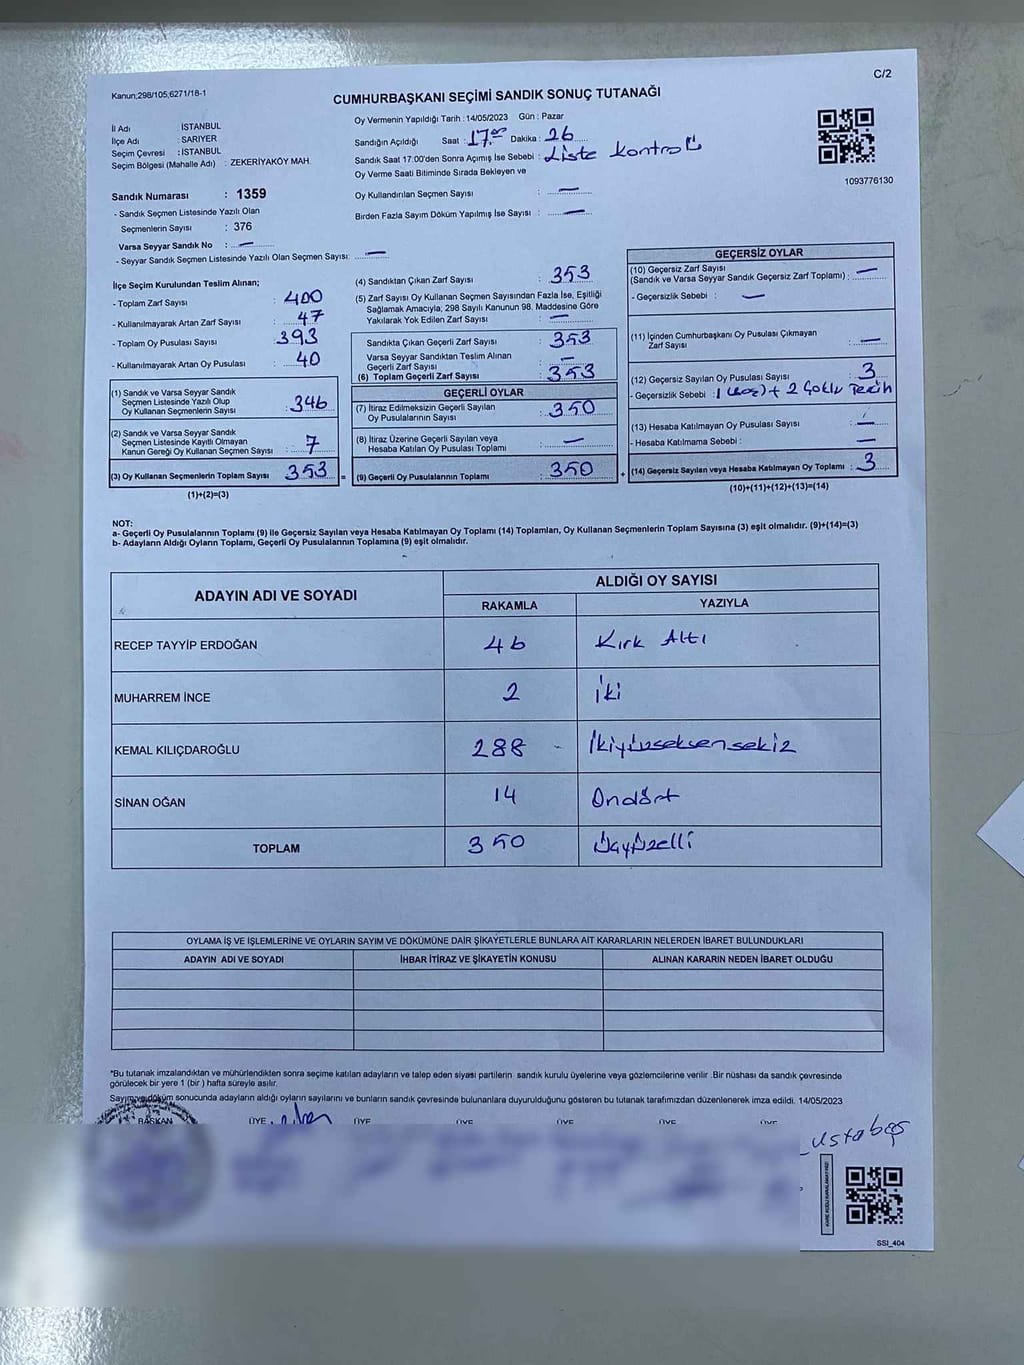 C/2
Kanun;298/105,6271/18-1
CUMHURBAŞKANI SEÇİMİ SANDIK SONUÇ TUTANAĞI
İl Adı : İSTANBUL
İlçe Adı : SARIYER
Seçim Çevresi : İSTANBUL
Seçim Bölgesi (Mahalle Adı) : ZEKERİYAKÖY MAH.
Sandık Numarası : 1359
- Sandık Seçmen Listesinde Yazılı Olan
Seçmenlerin Sayısı : 376
Varsa Seyyar Sandık No : —
- Seyyar Sandık Seçmen Listesinde Yazılı Olan Seçmen Sayısı: —
Oy Vermenin Yapıldığı Tarih : 14/05/2023 Gün : Pazar
Sandığın Açıldığı Saat : 17.00 Dakika : 26
Sandık Saat 17:00'den Sonra Açılmış İse Sebebi : Liste kontrolü
Oy Verme Saati Bitiminde Sırada Bekleyen ve
Oy Kullandırılan Seçmen Sayısı : —
Birden Fazla Sayım Döküm Yapılmış İse Sayısı : —
1093776130
İlçe Seçim Kurulundan Teslim Alınan;
- Toplam Zarf Sayısı : 400
- Kullanılmayarak Artan Zarf Sayısı : 47
- Toplam Oy Pusulası Sayısı : 393
- Kullanılmayarak Artan Oy Pusulası : 40
(1) Sandık ve Varsa Seyyar Sandık
Seçmen Listesinde Yazılı Olup
Oy Kullanan Seçmenlerin Sayısı : 346
(2) Sandık ve Varsa Seyyar Sandık
Seçmen Listesinde Kayıtlı Olmayan
Kanun Gereği Oy Kullanan Seçmen Sayısı : 7
(3) Oy Kullanan Seçmenlerin Toplam Sayısı : 353 =
(1)+(2)=(3)
(4) Sandıktan Çıkan Zarf Sayısı : 353
(5) Zarf Sayısı Oy Kullanan Seçmen Sayısından Fazla İse, Eşitliği
Sağlamak Amacıyla; 298 Sayılı Kanunun 98. Maddesine Göre
Yakılarak Yok Edilen Zarf Sayısı : —
Sandıkta Çıkan Geçerli Zarf Sayısı : 353
Varsa Seyyar Sandıktan Teslim Alınan
Geçerli Zarf Sayısı : —
(6) Toplam Geçerli Zarf Sayısı : 353
GEÇERLİ OYLAR
(7) İtiraz Edilmeksizin Geçerli Sayılan
Oy Pusulalarının Sayısı : 350
(8) İtiraz Üzerine Geçerli Sayılan veya
Hesaba Katılan Oy Pusulası Toplamı : —
(9) Geçerli Oy Pusulalarının Toplamı : 350 +
GEÇERSİZ OYLAR
(10) Geçersiz Zarf Sayısı
(Sandık ve Varsa Seyyar Sandık Geçersiz Zarf Toplamı) : —
- Geçersizlik Sebebi : —
(11) İçinden Cumhurbaşkanı Oy Pusulası Çıkmayan
Zarf Sayısı : —
(12) Geçersiz Sayılan Oy Pusulası Sayısı : 3
- Geçersizlik Sebebi : 1 + 2 Çoklu Tercih
(13) Hesaba Katılmayan Oy Pusulası Sayısı : —
- Hesaba Katılmama Sebebi : —
(14) Geçersiz Sayılan veya Hesaba Katılmayan Oy Toplamı : 3
(10)+(11)+(12)+(13)=(14)
NOT:
a- Geçerli Oy Pusulalarının Toplamı (9) ile Geçersiz Sayılan veya Hesaba Katılmayan Oy Toplamı (14) Toplamları, Oy Kullanan Seçmenlerin Toplam Sayısına (3) eşit olmalıdır. (9)+(14)=(3)
b- Adayların Aldığı Oyların Toplamı, Geçerli Oy Pusulalarının Toplamına (9) eşit olmalıdır.
ADAYIN ADI VE SOYADI ALDIĞI OY SAYISI
RAKAMLA YAZIYLA
RECEP TAYYİP ERDOĞAN 46 Kırk Altı
MUHARREM İNCE 2 İki
KEMAL KILIÇDAROĞLU 288 - İkiyüzseksensekiz
SİNAN OĞAN 14 Ondört
TOPLAM 350 Üçyüzelli
OYLAMA İŞ VE İŞLEMLERİNE VE OYLARIN SAYIM VE DÖKÜMÜNE DAİR ŞİKAYETLERLE BUNLARA AİT KARARLARIN NELERDEN İBARET BULUNDUKLARI
ADAYIN ADI VE SOYADI İHBAR İTİRAZ VE ŞİKAYETİN KONUSU ALINAN KARARIN NEDEN İBARET OLDUĞU
*Bu tutanak imzalandıktan ve mühürlendikten sonra seçime katılan adayların ve talep eden siyasi partilerin sandık kurulu üyelerine veya gözlemcilerine verilir .Bir nüshası da sandık çevresinde
görülecek bir yere 1 (bir ) hafta süreyle asılır.
Sayım ve döküm sonucunda adayların aldığı oyların sayılarını ve bunların sandık çevresinde bulunanlara duyurulduğunu gösteren bu tutanak tarafımızdan düzenlenerek imza edildi. 14/05/2023
BAŞKAN ÜYE ÜYE ÜYE ÜYE ÜYE ÜYE
ustabaş
SSI_404